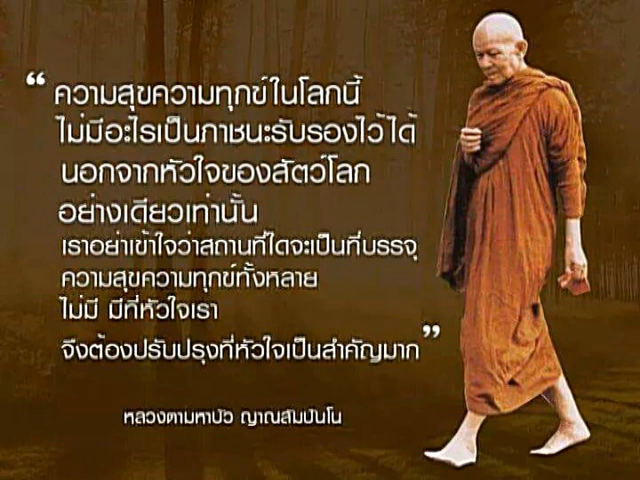 “ ความสุขความทุกข์ในโลกนี้
ไม่มีอะไรเป็นภาชนะรับรองไว้ได้
นอกจากหัวใจของสัตว์โลก
อย่างเดียวเท่านั้น
เราอย่าเข้าใจว่าสถานที่ใดจะเป็นที่บรรจุ
ความสุขความทุกข์ทั้งหลาย
ไม่มี มีที่หัวใจเรา
จึงต้องปรับปรุงที่หัวใจเป็นสำคัญมาก ”
หลวงตามหาบัว ญาณสัมปันโน